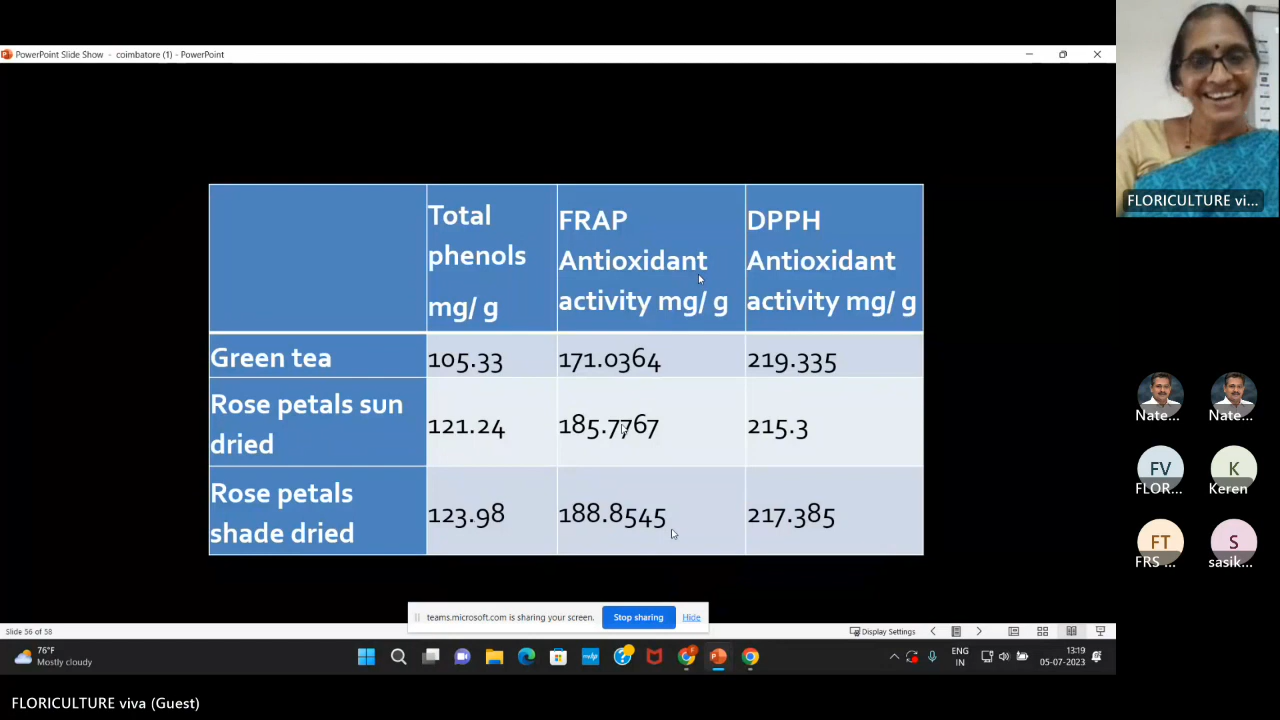 PowerPoint Slide Show - coimbatore (1) - PowerPoint
FLORICULTURE vi...
Total
phenols
mg/ g
FRAP
Antioxidant
activity mg/ g
DPPH
Antioxidant
activity mg/ g
Green tea
105.33
171.0364
219.335
Rose petals sun
dried
121.24
185.7767
215.3
Rose petals
shade dried
123.98
188.8545
217.385
Nate...
Nate...
FV
FLOR...
K
Keren
FT
FRS ...
S
sasik...
teams.microsoft.com is sharing your screen.
Stop sharing
Hide
Slide 56 of 58
Display Settings
76°F
Mostly cloudy
ENG
IN
13:19
05-07-2023
FLORICULTURE viva (Guest)